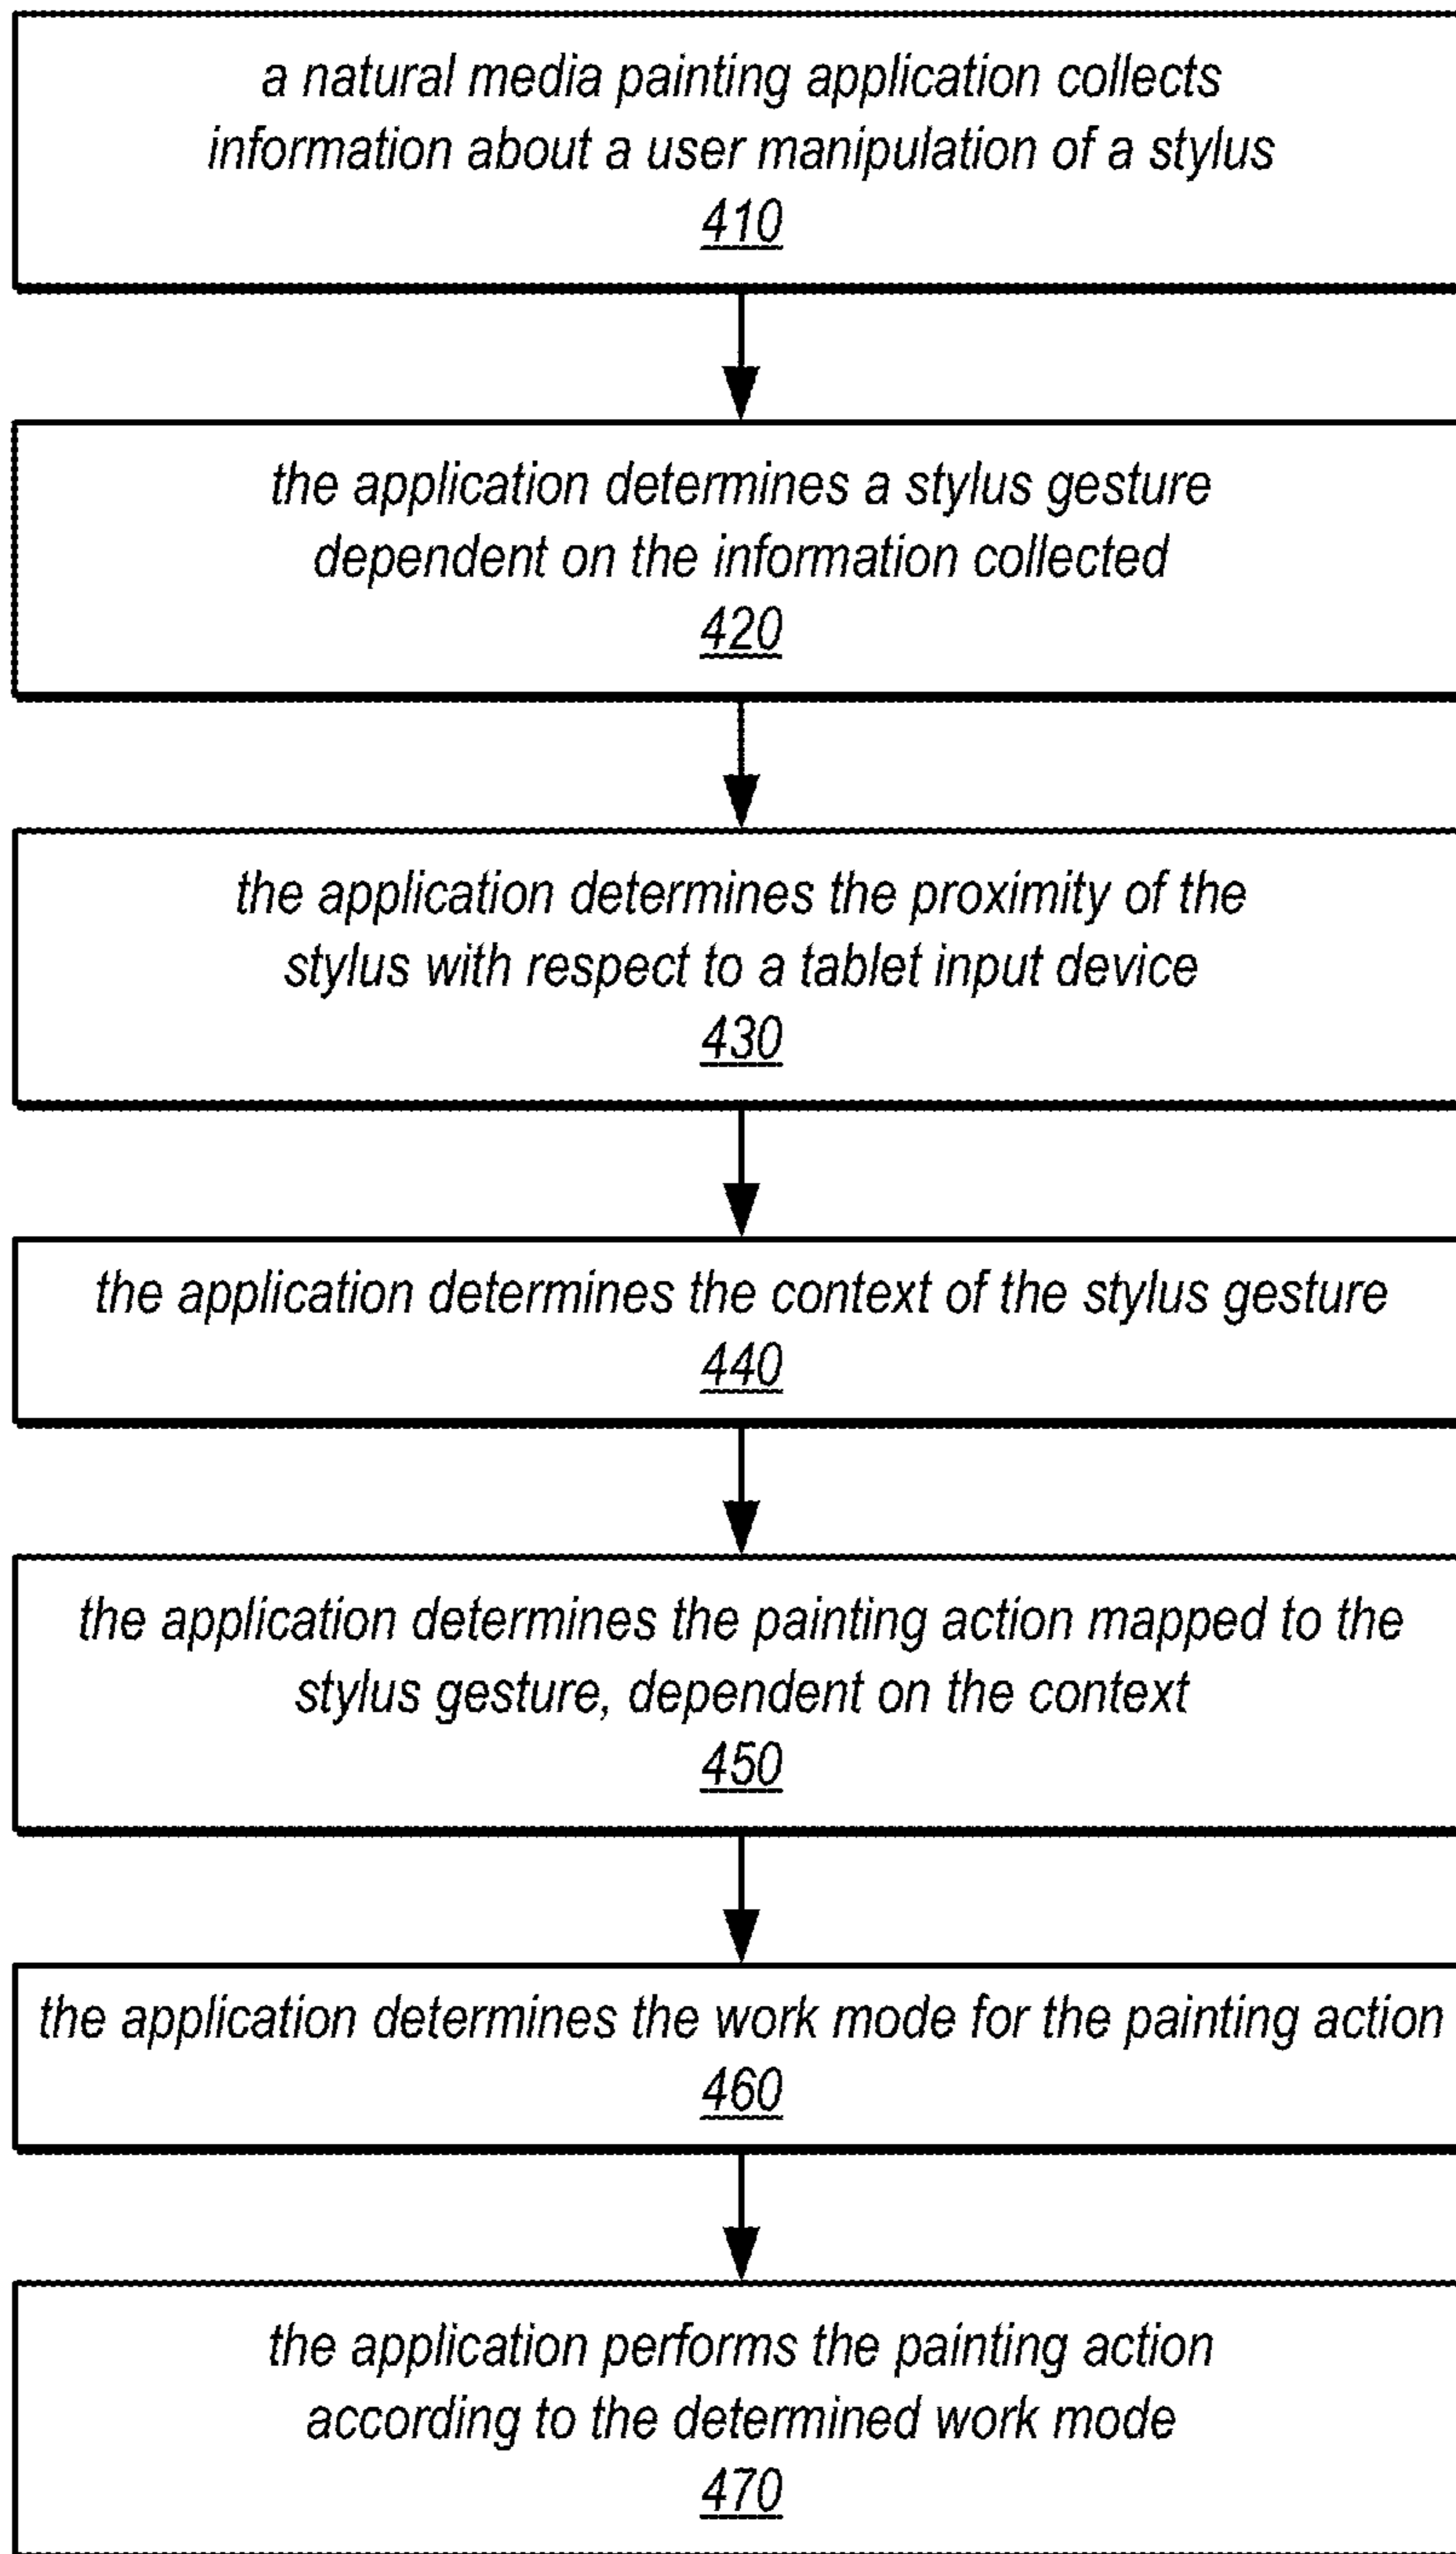 a natural media painting application collects
information about a user manipulation of a stylus
410
the application determines a stylus gesture
dependent on the information collected
420
the application determines the proximity of the
stylus with respect to a tablet input device
430
the application determines the context of the stylus gesture
440
the application determines the painting action mapped to the
stylus gesture, dependent on the context
450
the application determines the work mode for the painting action
460
the application performs the painting action
according to the determined work mode
470